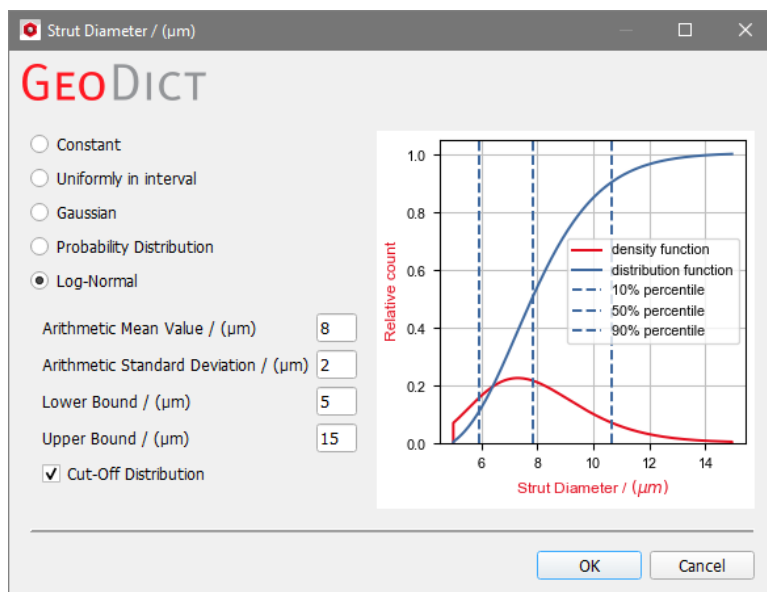 Strut Diameter / (µm)
GEODICT
Constant
Uniformly in interval
Gaussian
Probability Distribution
Log-Normal
Arithmetic Mean Value / (µm) 8
Arithmetic Standard Deviation / (µm) 2
Lower Bound / (µm) 5
Upper Bound / (µm) 15
Cut-Off Distribution
1.0
0.8
0.6
0.4
0.2
0.0
Relative count
density function
distribution function
10% percentile
50% percentile
90% percentile
6 8 10 12 14
Strut Diameter / (µm)
OK Cancel